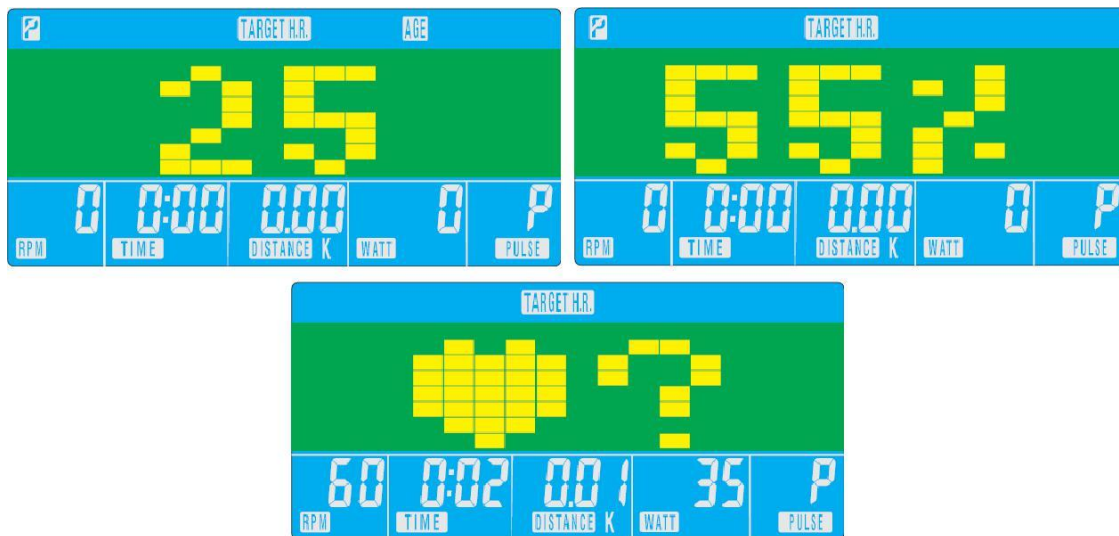 P TARGET H.R. AGE
25
0 0:00 0.00 0 P
RPM TIME DISTANCE K WATT PULSE
P TARGET H.R.
55%
0 0:00 0.00 0 P
RPM TIME DISTANCE K WATT PULSE
TARGET H.R.
?
60 0:02 0.01 35 P
RPM TIME DISTANCE K WATT PULSE